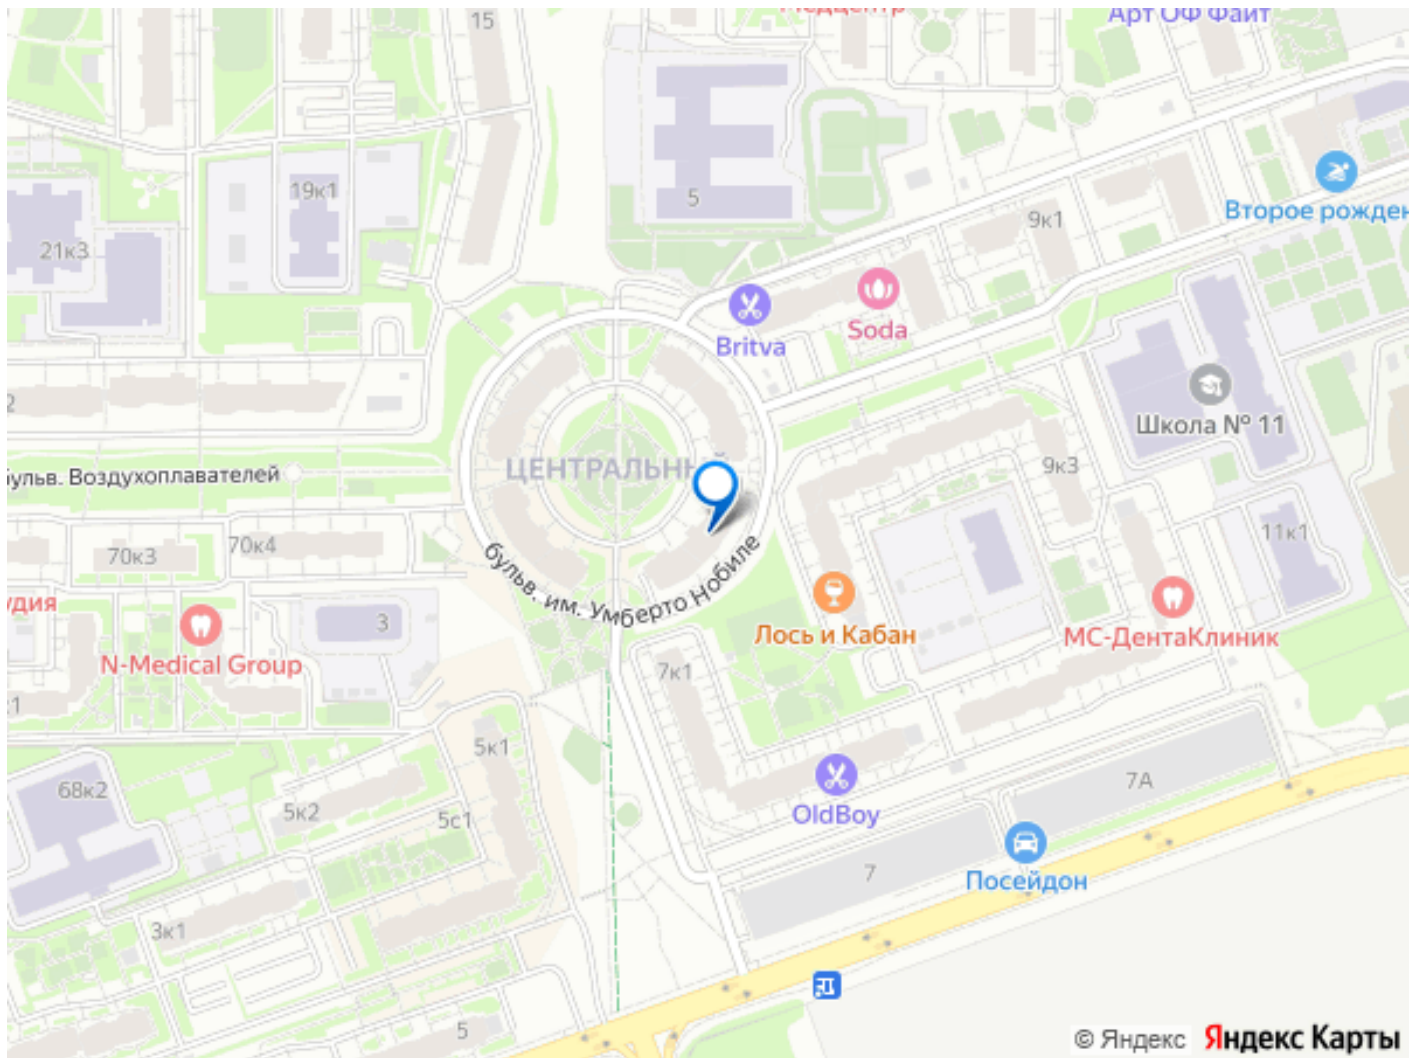 Арт Оф Файт
15
19к1
5
21к3
9к1
Второе рожден
Britva
Soda
Школа № 11
ЦЕНТРАЛЬНЫЙ
бульв. Воздухоплавателей
9к3
11к1
70к3
70к4
бульв. им. Умберто Нобиле
3
N-Medical Group
Лось и Кабан
МС-ДентаКлиник
7к1
5к1
68к2
5к2
5с1
OldBoy
7А
7
Посейдон
3к1
5
© Яндекс Яндекс Карты